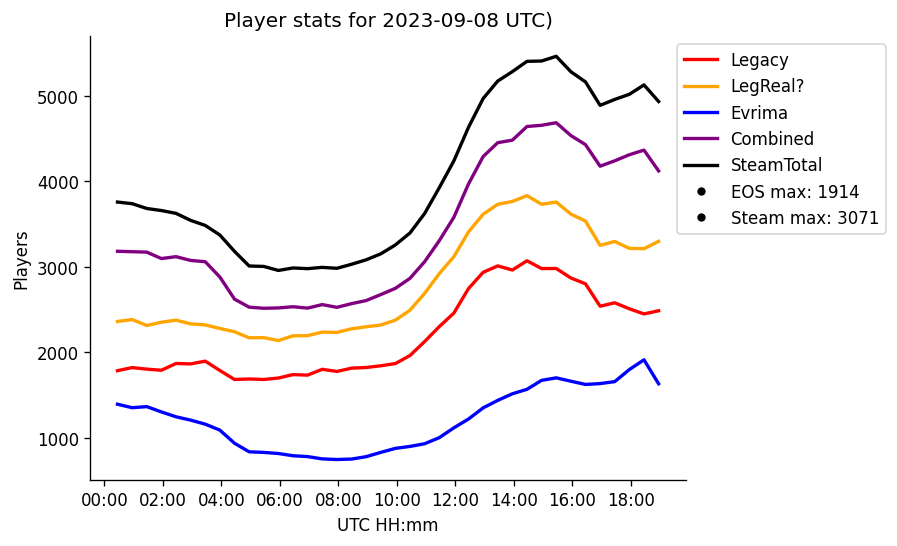 Player stats for 2023-09-08 UTC)
Legacy
LegReal?
Evrima
Combined
SteamTotal
EOS max: 1914
Steam max: 3071
Players
5000
4000
3000
2000
1000
00:00 02:00 04:00 06:00 08:00 10:00 12:00 14:00 16:00 18:00
UTC HH:mm